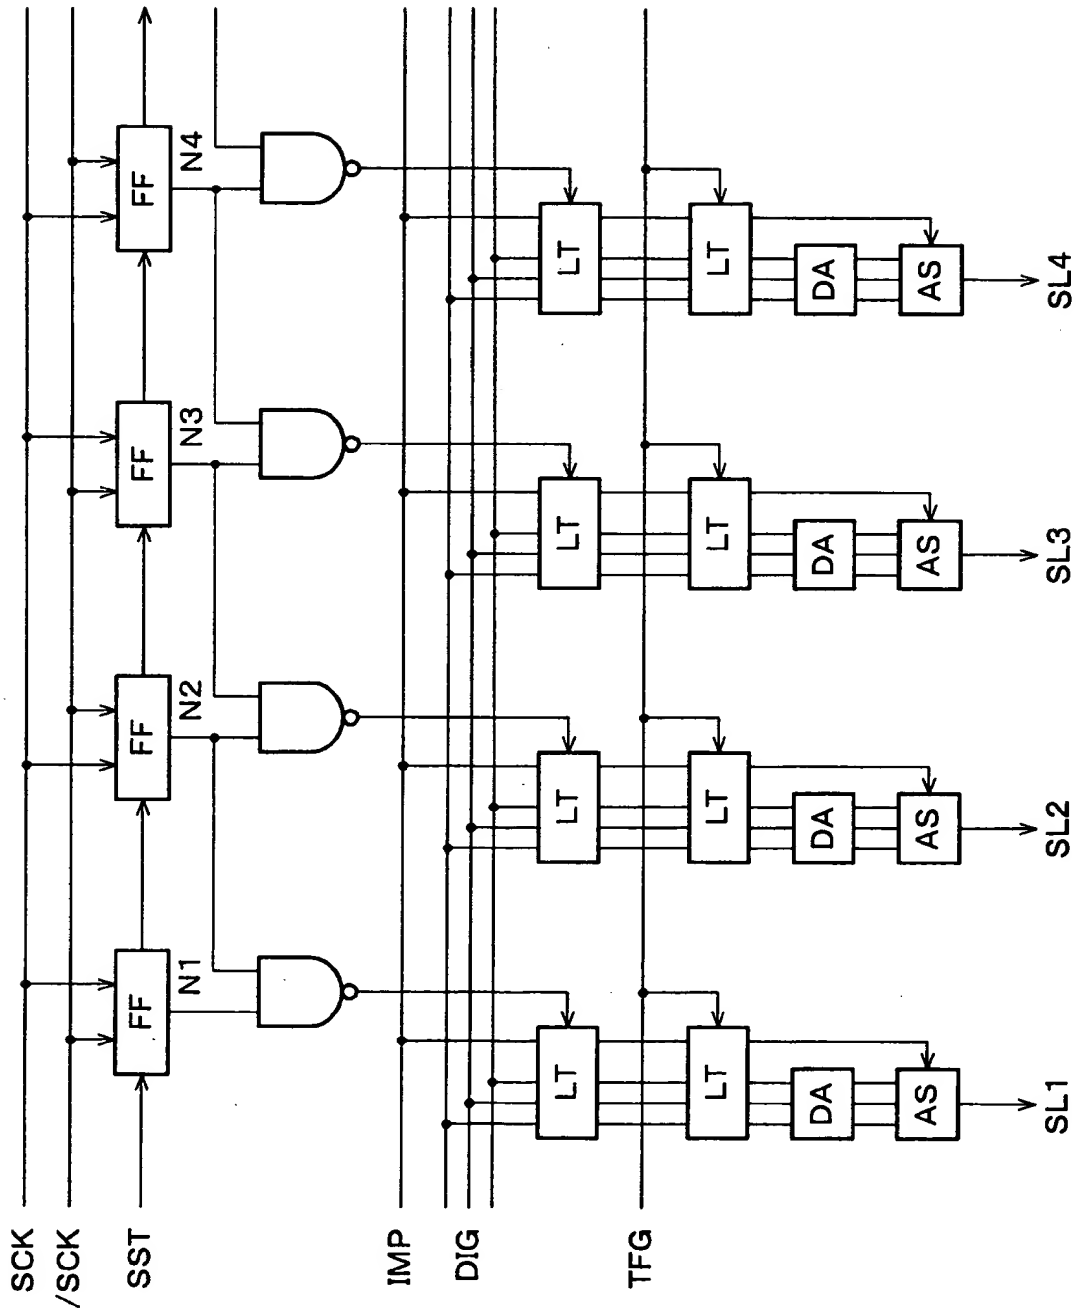 SCK
/SCK
SST
FF
FF
FF
FF
N1
N2
N3
N4
IMP
DIG
LT
LT
LT
LT
TFG
LT
LT
LT
LT
DA
DA
DA
DA
AS
AS
AS
AS
SL1
SL2
SL3
SL4